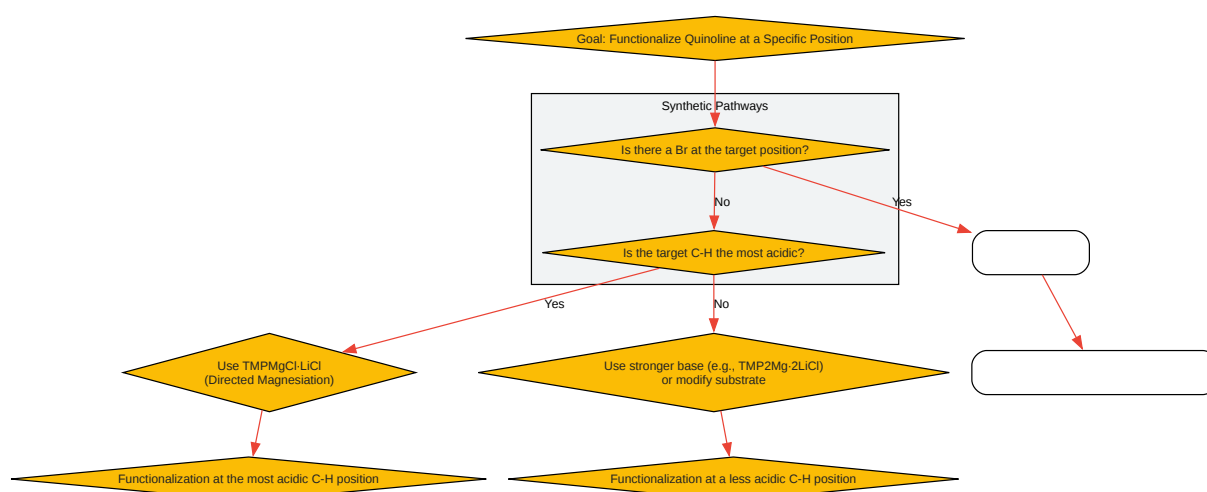 Goal: Functionalize Quinoline at a Specific Position
Synthetic Pathways
Is there a Br at the target position?
No
Yes
Is the target C-H the most acidic?
Yes
No
Use TMPMgCl·LiCl
(Directed Magnesiation)
Use stronger base (e.g., TMP2Mg·2LiCl)
or modify substrate
Functionalization at the most acidic C-H position
Functionalization at a less acidic C-H position